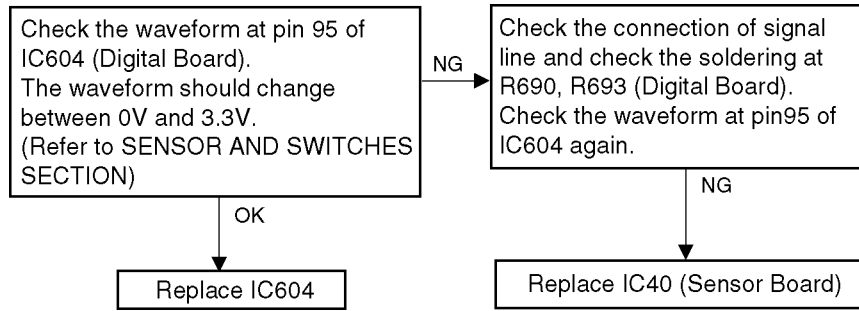 Check the waveform at pin 95 of
IC604 (Digital Board).
The waveform should change
between 0V and 3.3V.
(Refer to SENSOR AND SWITCHES
SECTION)
NG
Check the connection of signal
line and check the soldering at
R690, R693 (Digital Board).
Check the waveform at pin95 of
IC604 again.
OK
NG
Replace IC604
Replace IC40 (Sensor Board)